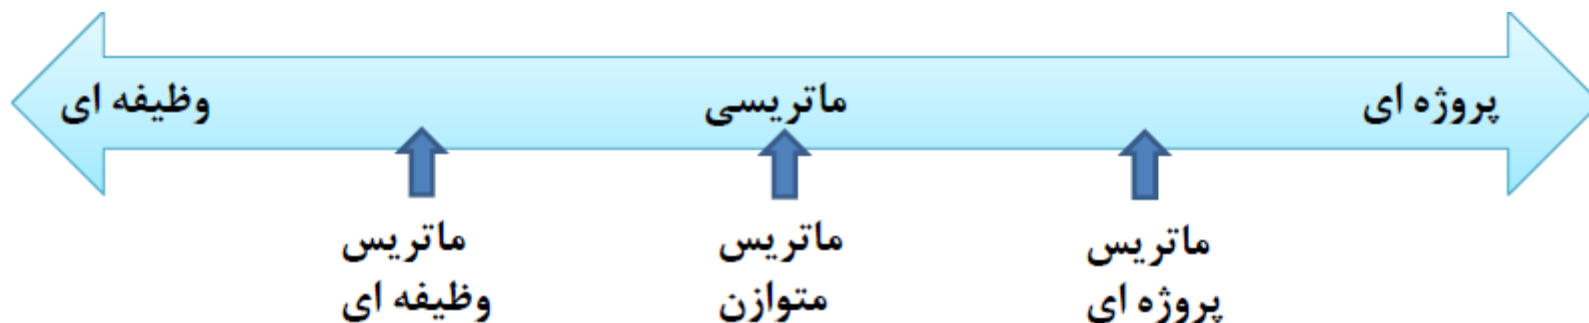 پروژه ای
ماتریسی
وظیفه ای
ماتریس
پروژه ای
ماتریس
متوازن
ماتریس
وظیفه ای